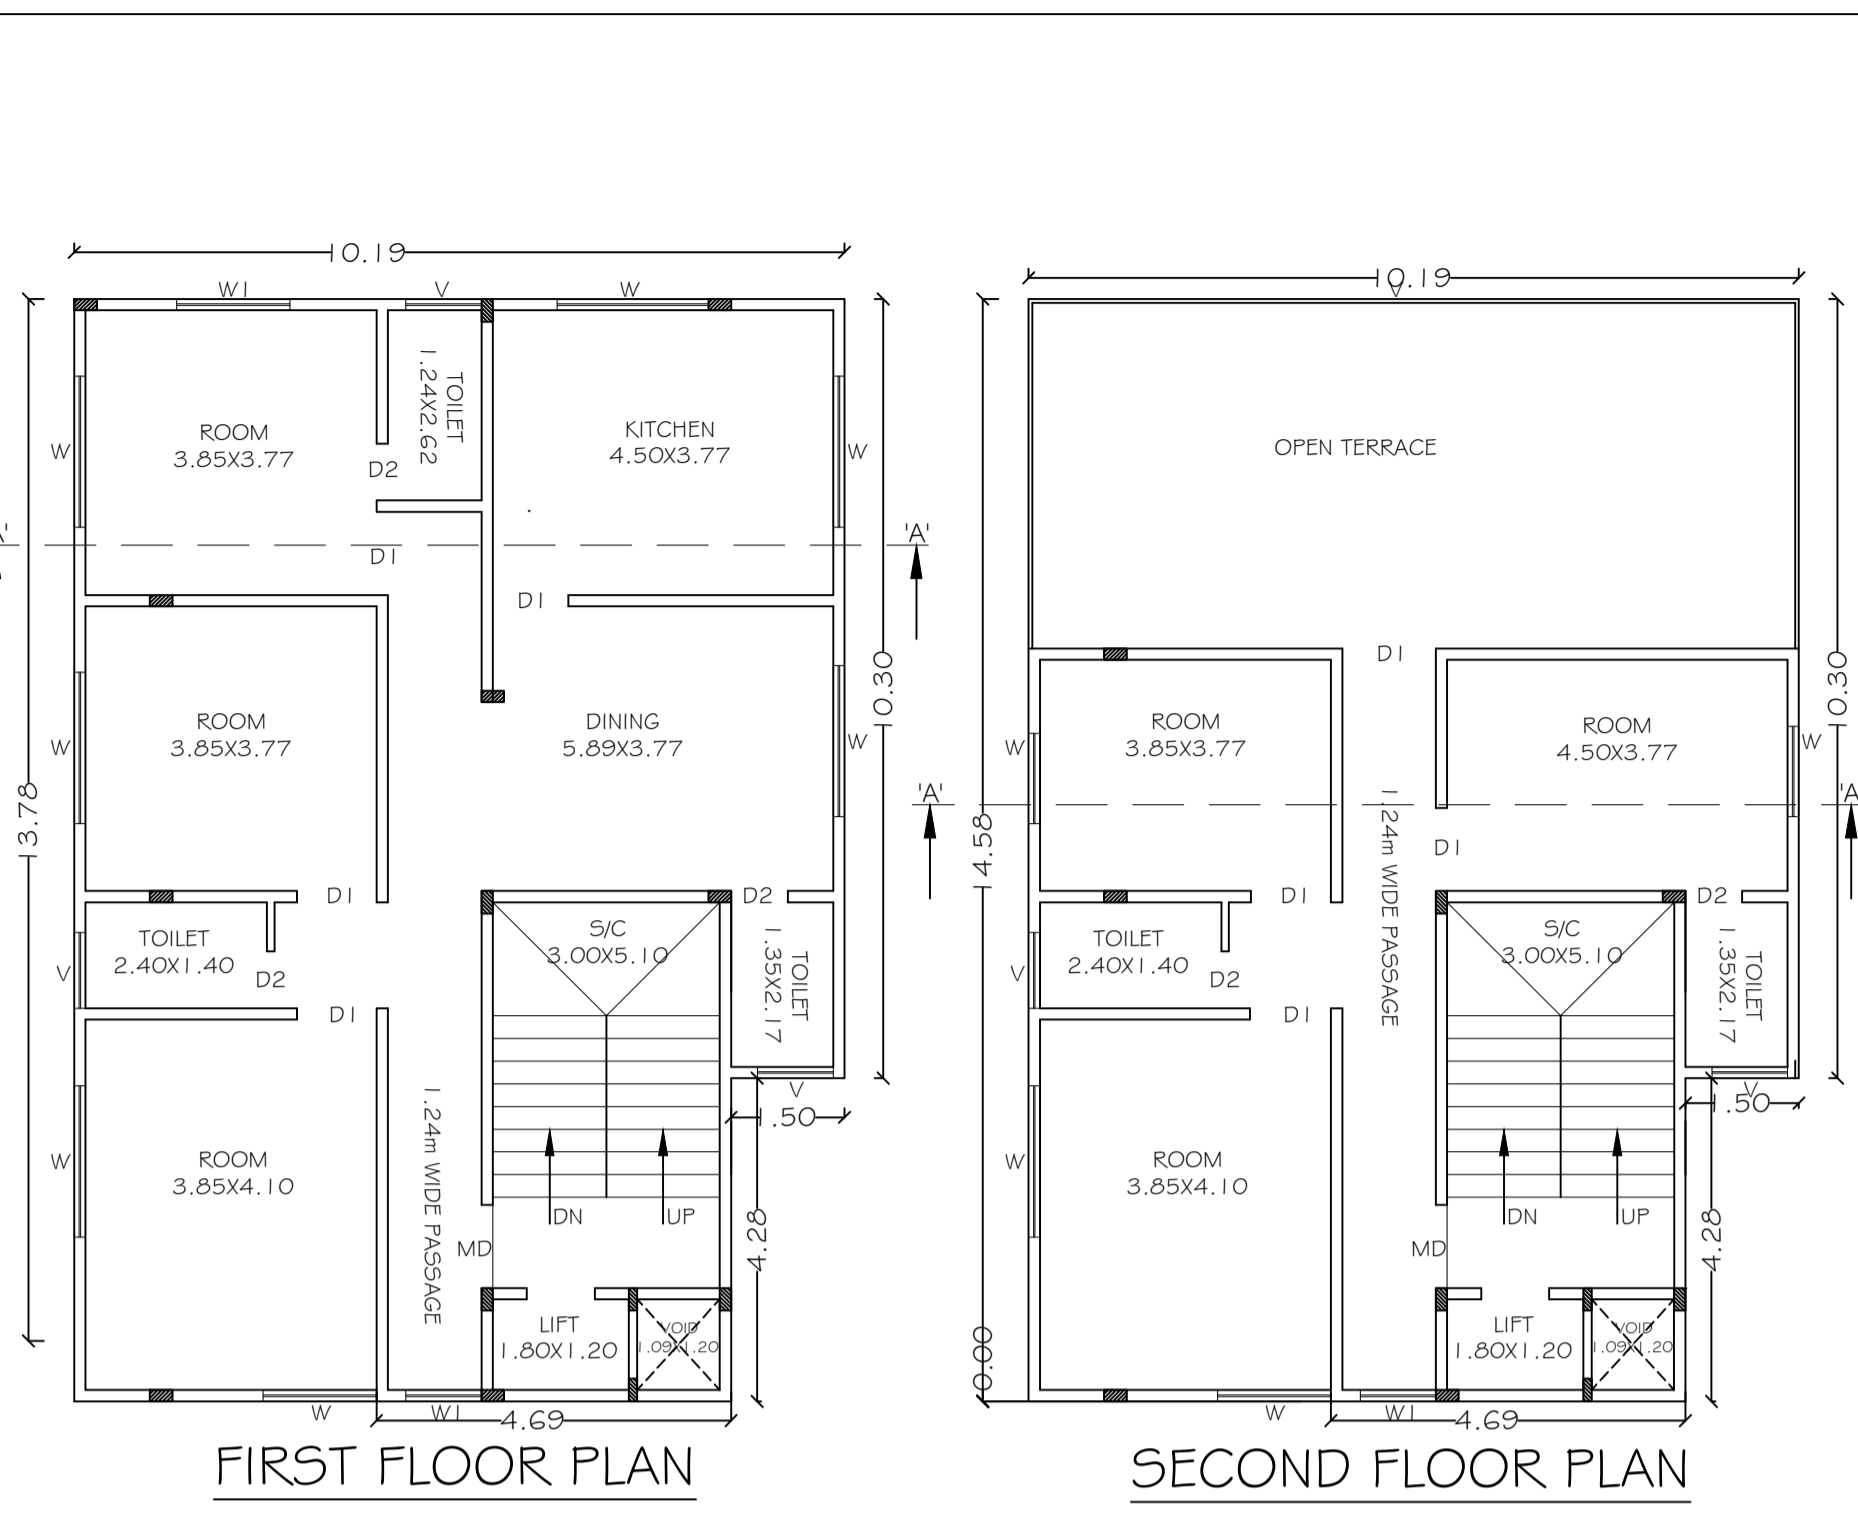 10.19
W1
V
W
TOILET
1.24X2.62
ROOM
3.85X3.77
KITCHEN
4.50X3.77
W
W
D2
'A'
D1
D1
ROOM
3.85X3.77
DINING
5.89X3.77
W
W
10.30
13.78
D1
D2
TOILET
2.40X1.40
S/C
3.00X5.10
TOILET
1.35X2.17
V
D2
D1
V
1.50
ROOM
3.85X4.10
W
1.24m WIDE PASSAGE
DN
UP
MD
4.28
LIFT
1.80X1.20
VOID
1.09X1.20
W
W1
4.69
FIRST FLOOR PLAN
10.19
V
OPEN TERRACE
D1
ROOM
3.85X3.77
ROOM
4.50X3.77
W
W
10.30
'A'
'A
14.58
1.24m WIDE PASSAGE
D1
D1
D2
TOILET
2.40X1.40
S/C
3.00X5.10
TOILET
1.35X2.17
V
D2
D1
V
1.50
ROOM
3.85X4.10
W
DN
UP
MD
4.28
LIFT
1.80X1.20
VOID
1.09X1.20
0.00
W
W1
4.69
SECOND FLOOR PLAN